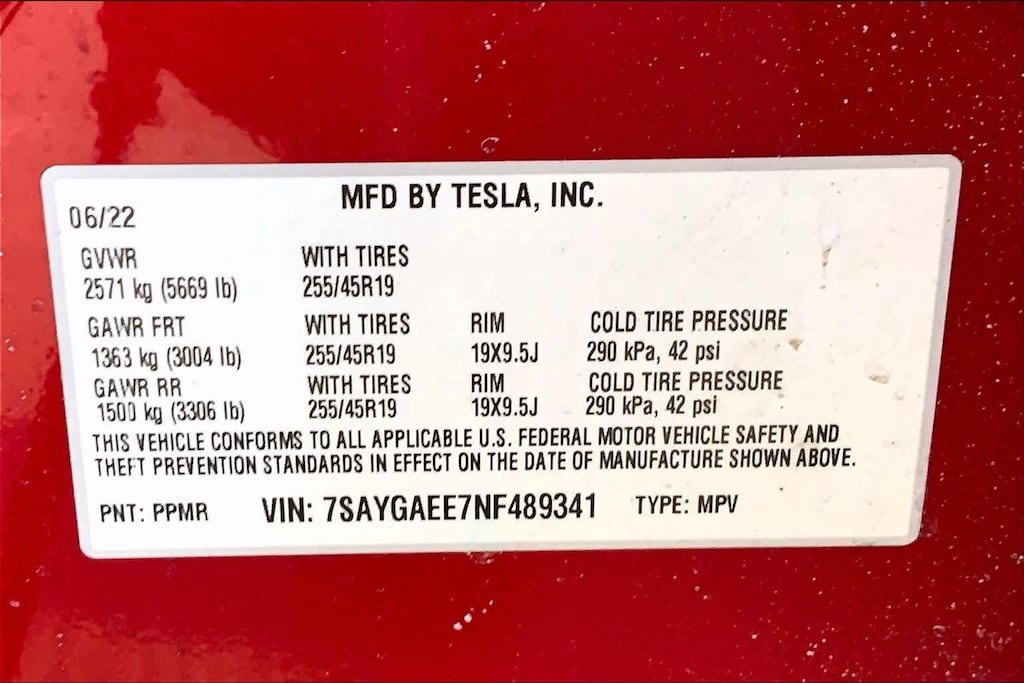 MFD BY TESLA, INC.
06/22
GVWR WITH TIRES
2571 kg (5669 lb) 255/45R19
GAWR FRT WITH TIRES RIM COLD TIRE PRESSURE
1363 kg (3004 lb) 255/45R19 19X9.5J 290 kPa, 42 psi
GAWR RR WITH TIRES RIM COLD TIRE PRESSURE
1500 kg (3306 lb) 255/45R19 19X9.5J 290 kPa, 42 psi
THIS VEHICLE CONFORMS TO ALL APPLICABLE U.S. FEDERAL MOTOR VEHICLE SAFETY AND
THEFT PREVENTION STANDARDS IN EFFECT ON THE DATE OF MANUFACTURE SHOWN ABOVE.
PNT: PPMR VIN: 7SAYGAEE7NF489341 TYPE: MPV